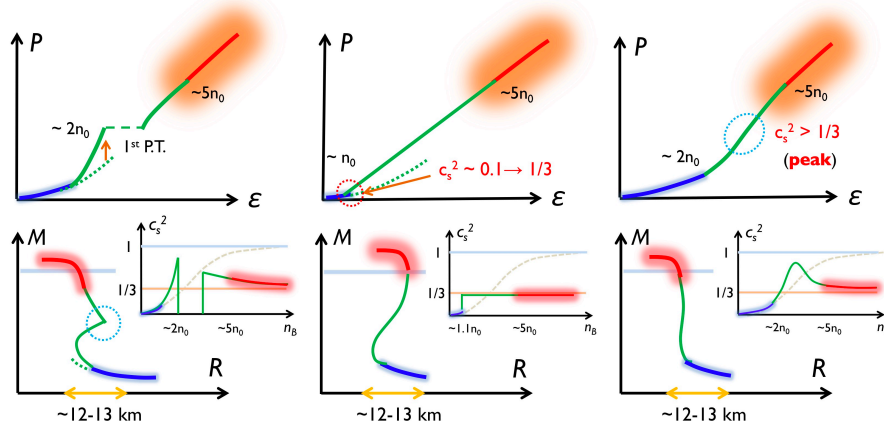 P
~ 2n₀
1ˢᵗ P.T.
~5n₀
ε
P
~ n₀
~5n₀
cₛ² ~ 0.1→ 1/3
ε
P
~ 2n₀
~5n₀
cₛ² > 1/3
(peak)
ε
M
cₛ²
1
1/3
~2n₀
~5n₀
n_B
R
~12-13 km
M
cₛ²
1
1/3
~1.1n₀
~5n₀
n_B
R
~12-13 km
M
cₛ²
1
1/3
~2n₀
~5n₀
n
R
~12-13 km